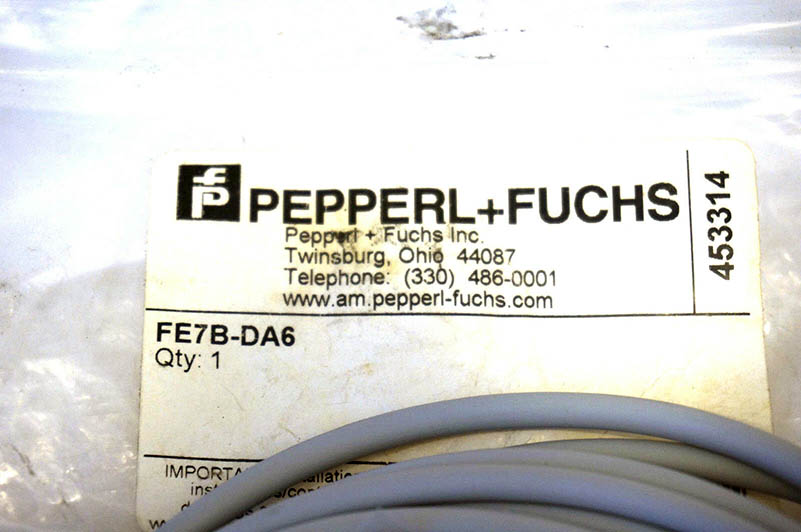 fp PEPPERL+FUCHS
Pepperl + Fuchs Inc.
Twinsburg, Ohio 44087
Telephone: (330) 486-0001
www.am.pepperl-fuchs.com
453314
FE7B-DA6
Qty: 1